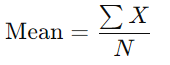 Mean = ∑ X / N